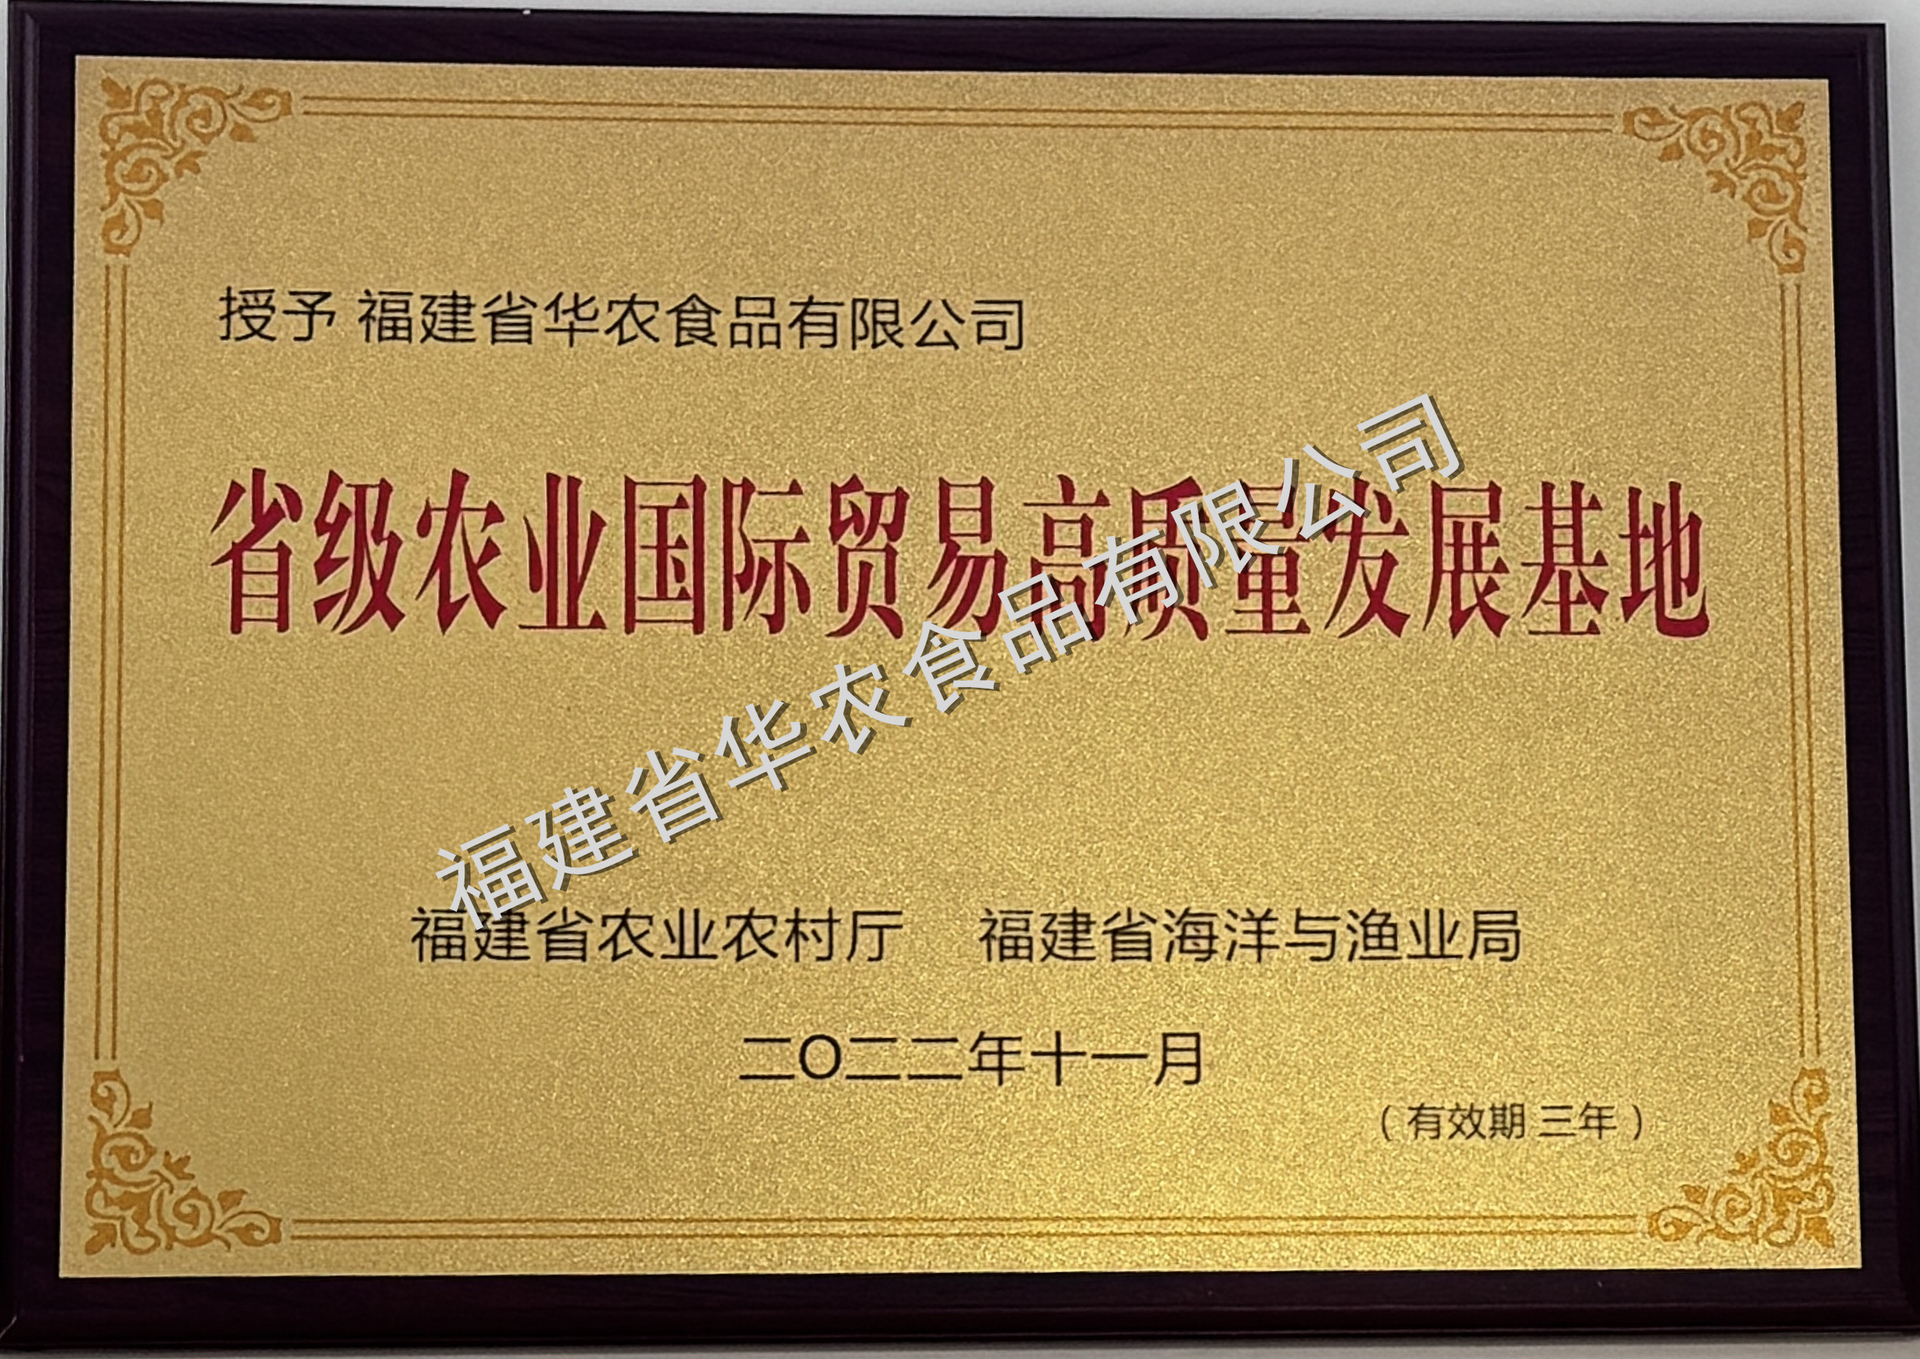 授予 福建省华农食品有限公司
省级农业国际贸易高质量发展基地
福建省华农食品有限公司
福建省农业农村厅 福建省海洋与渔业局
二O二二年十一月
（有效期 三年）